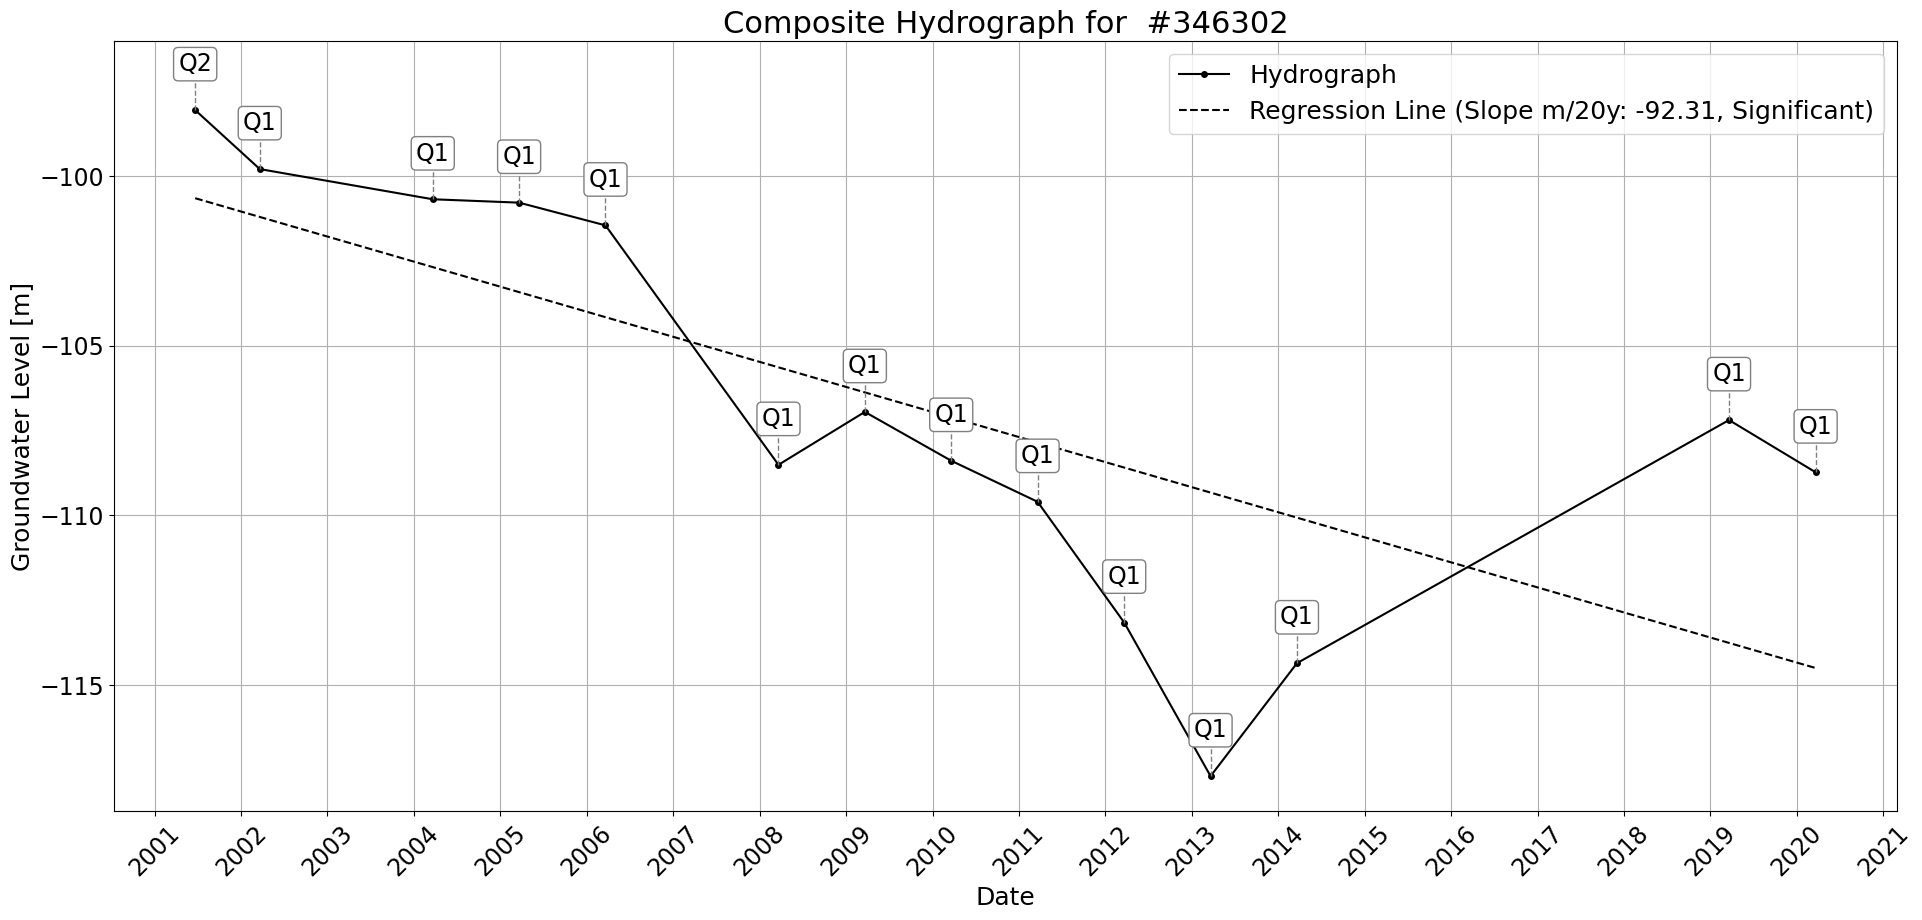 Composite Hydrograph for  #346302
Hydrograph
Regression Line (Slope m/20y: -92.31, Significant)
Q2
Q1
Q1
Q1
Q1
Q1
Q1
Q1
Q1
Q1
Q1
Q1
Q1
Q1
Groundwater Level [m]
−100
−105
−110
−115
2001
2002
2003
2004
2005
2006
2007
2008
2009
2010
2011
2012
2013
2014
2015
2016
2017
2018
2019
2020
2021
Date